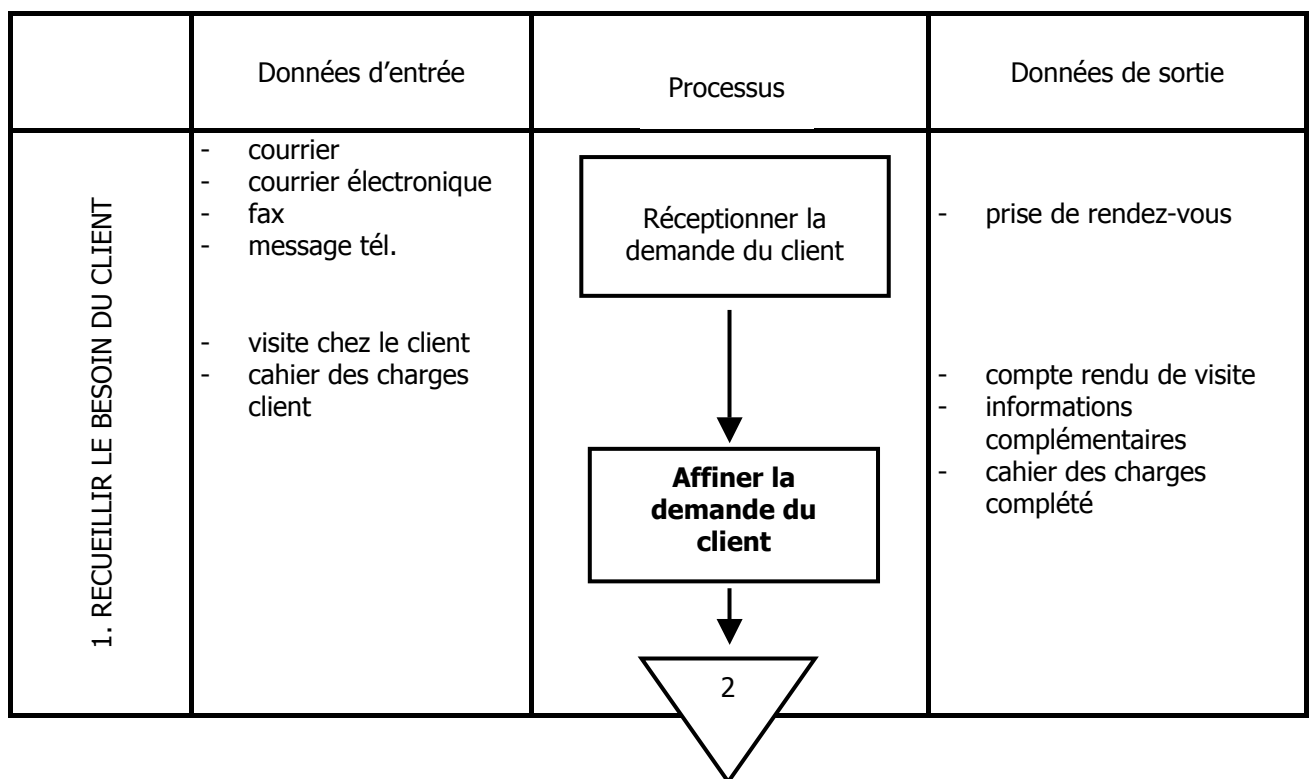 Données d’entrée
Processus
Données de sortie
1. RECUEILLIR LE BESOIN DU CLIENT
- courrier
- courrier électronique
- fax
- message tél.
- visite chez le client
- cahier des charges
client
Réceptionner la
demande du client
Affiner la
demande du
client
2
- prise de rendez-vous
- compte rendu de visite
- informations
complémentaires
- cahier des charges
complété